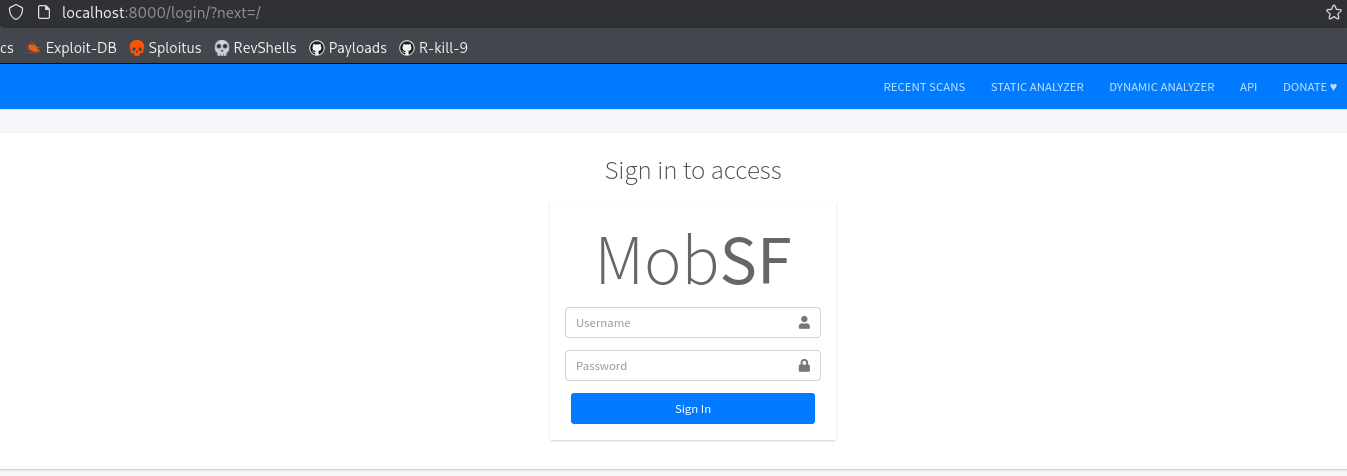 localhost:8000/login/?next=/
cs Exploit-DB Sploitus RevShells Payloads R-kill-9
RECENT SCANS STATIC ANALYZER DYNAMIC ANALYZER API DONATE ♥
Sign in to access
MobSF
Username
Password
Sign In